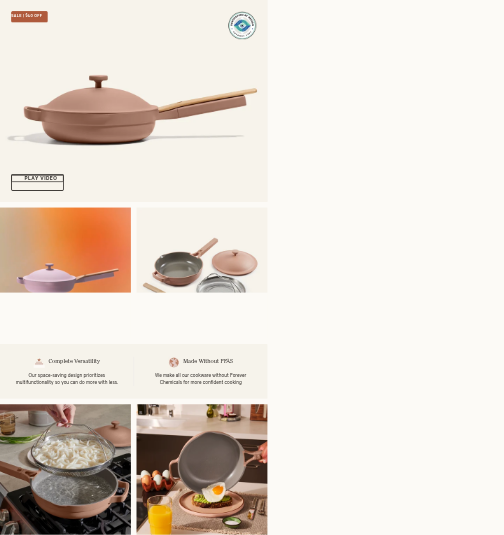 SALE | $40 OFF
PLAY VIDEO
Complete Versatility
Our space-saving design prioritizes
multifunctionality so you can do more with less.
Made Without PFAS
We make all our cookware without Forever
Chemicals for more confident cooking